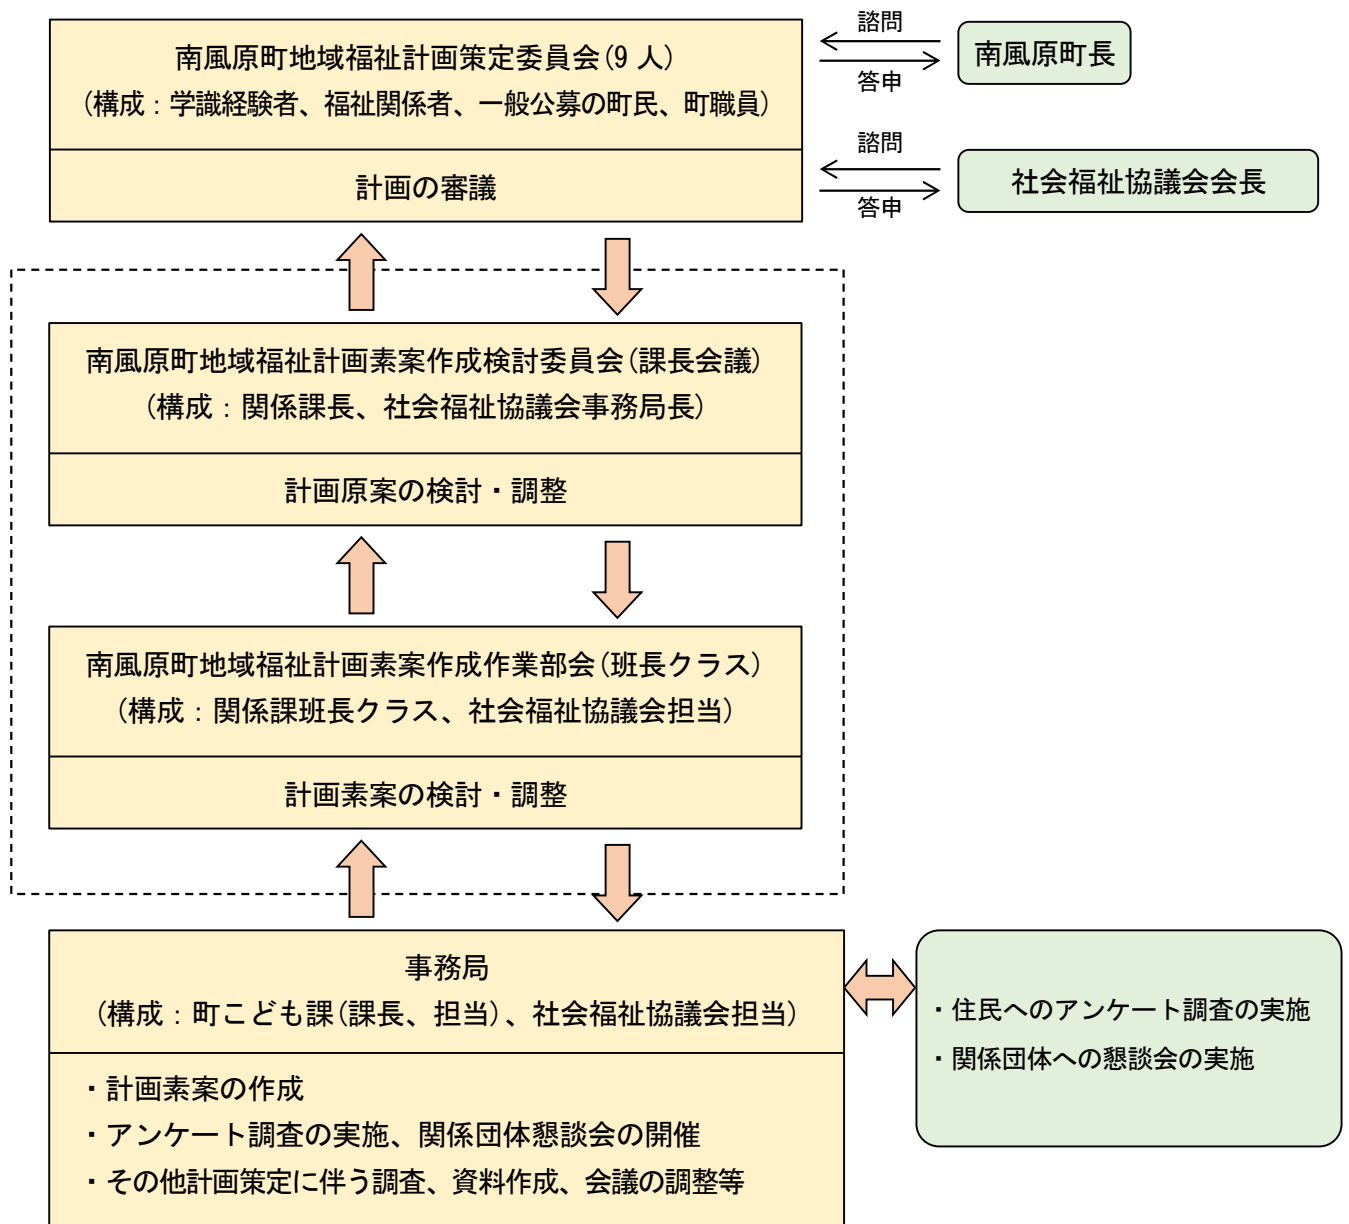 南風原町地域福祉計画策定委員会(9 人)
(構成：学識経験者、福祉関係者、一般公募の町民、町職員)
計画の審議
諮問
答申
南風原町長
諮問
答申
社会福祉協議会会長
南風原町地域福祉計画素案作成検討委員会(課長会議)
(構成：関係課長、社会福祉協議会事務局長)
計画原案の検討・調整
南風原町地域福祉計画素案作成作業部会(班長クラス)
(構成：関係課班長クラス、社会福祉協議会担当)
計画素案の検討・調整
事務局
(構成：町こども課(課長、担当)、社会福祉協議会担当)
・計画素案の作成
・アンケート調査の実施、関係団体懇談会の開催
・その他計画策定に伴う調査、資料作成、会議の調整等
・住民へのアンケート調査の実施
・関係団体への懇談会の実施